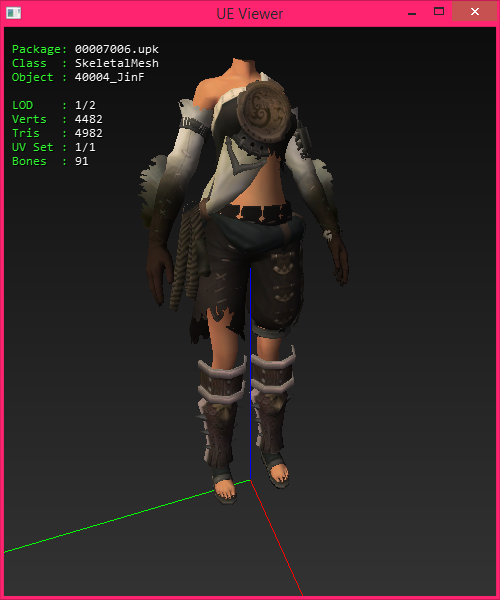 UE Viewer
Package: 00007006.upk
Class : SkeletalMesh
Object : 40004_JinF
LOD : 1/2
Verts : 4482
Tris : 4982
UV Set : 1/1
Bones : 91